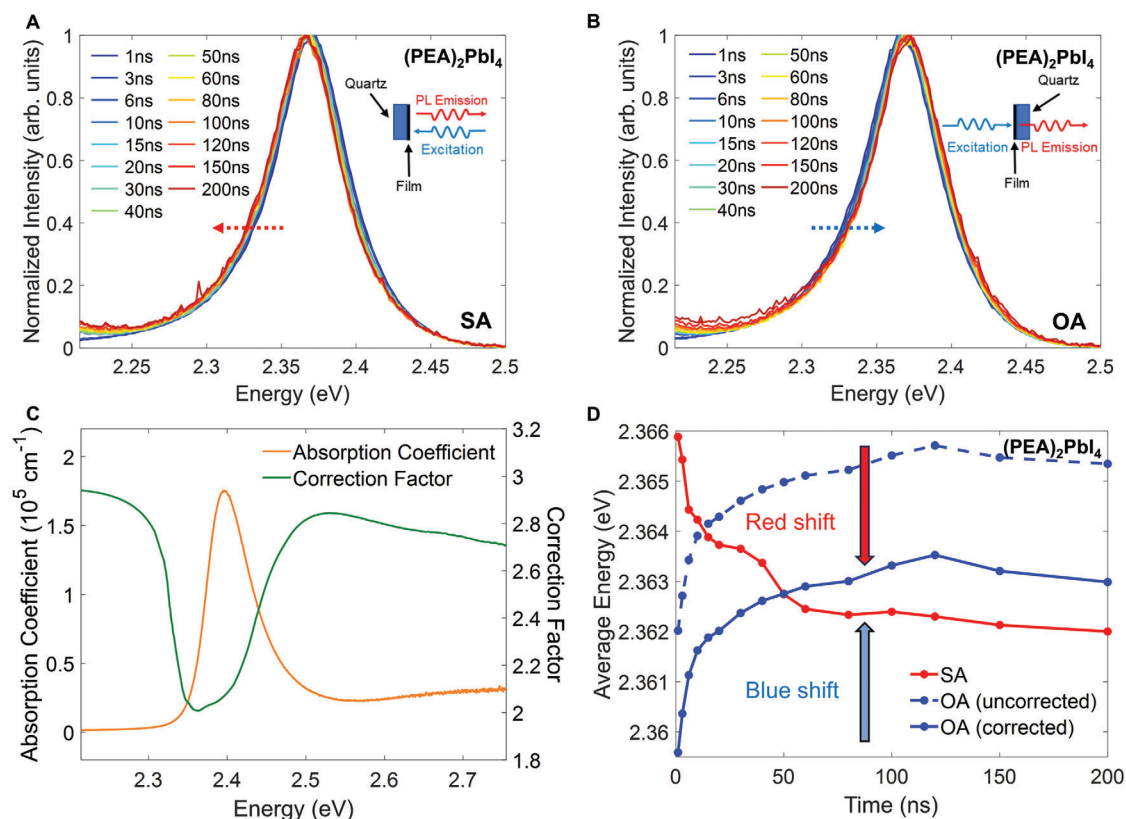 A
Normalized Intensity (arb. units)
1
0.8
0.6
0.4
0.2
0
1ns
3ns
6ns
10ns
15ns
20ns
30ns
40ns
50ns
60ns
80ns
100ns
120ns
150ns
200ns
(PEA)₂PbI₄
Quartz
PL Emission
Excitation
Film
SA
2.25 2.3 2.35 2.4 2.45 2.5
Energy (eV)
B
Normalized Intensity (arb. units)
1
0.8
0.6
0.4
0.2
0
1ns
3ns
6ns
10ns
15ns
20ns
30ns
40ns
50ns
60ns
80ns
100ns
120ns
150ns
200ns
(PEA)₂PbI₄
Quartz
Excitation
PL Emission
Film
OA
2.25 2.3 2.35 2.4 2.45 2.5
Energy (eV)
C
Absorption Coefficient (10⁵ cm⁻¹)
2
1.5
1
0.5
0
Absorption Coefficient
Correction Factor
3.2
3
2.8
2.6
2.4
2.2
2
1.8
Correction Factor
2.3 2.4 2.5 2.6 2.7
Energy (eV)
D
Average Energy (eV)
2.366
2.365
2.364
2.363
2.362
2.361
2.36
(PEA)₂PbI₄
Red shift
Blue shift
SA
OA (uncorrected)
OA (corrected)
0 50 100 150 200
Time (ns)